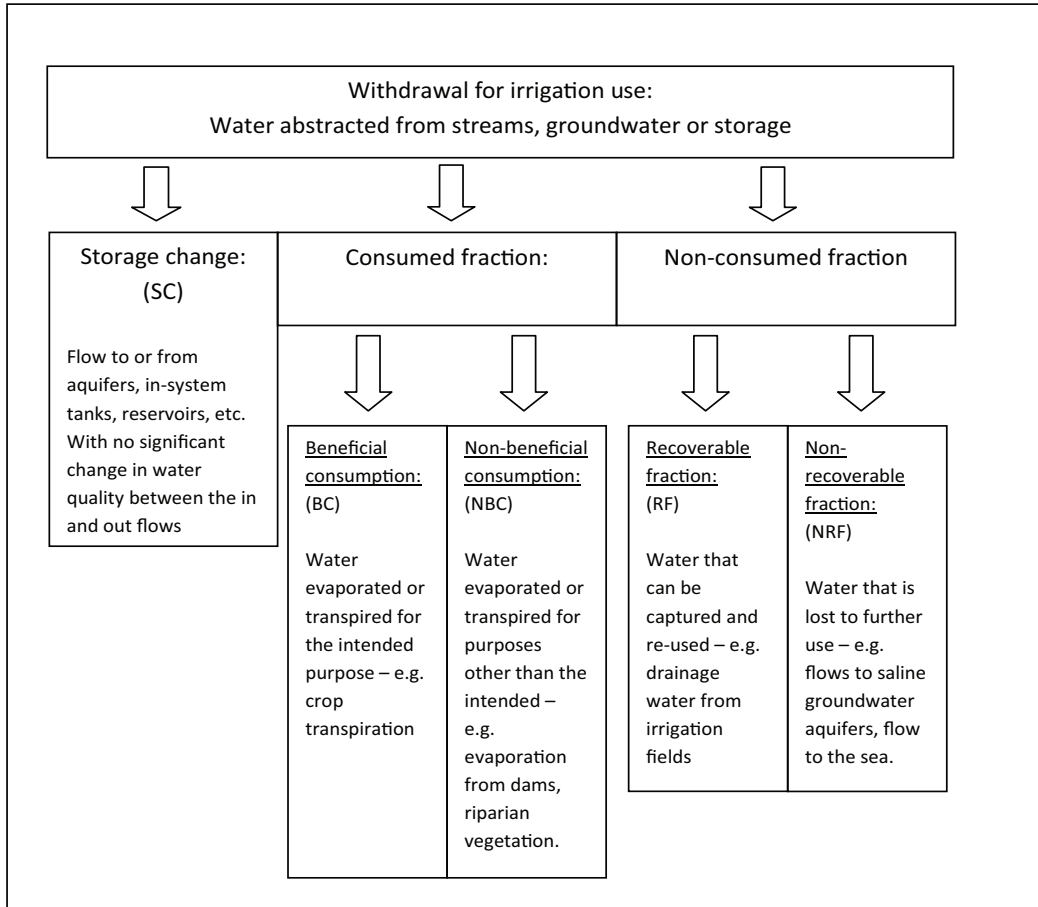 Withdrawal for irrigation use:
Water abstracted from streams, groundwater or storage
Storage change:
(SC)
Flow to or from
aquifers, in-system
tanks, reservoirs, etc.
With no significant
change in water
quality between the in
and out flows
Consumed fraction:
Non-consumed fraction
Beneficial
consumption:
(BC)
Water
evaporated or
transpired for
the intended
purpose – e.g.
crop
transpiration
Non-beneficial
consumption:
(NBC)
Water
evaporated or
transpired for
purposes
other than the
intended –
e.g.
evaporation
from dams,
riparian
vegetation.
Recoverable
fraction:
(RF)
Water that
can be
captured and
re-used – e.g.
drainage
water from
irrigation
fields
Non-
recoverable
fraction:
(NRF)
Water that is
lost to further
use – e.g.
flows to saline
groundwater
aquifers, flow
to the sea.